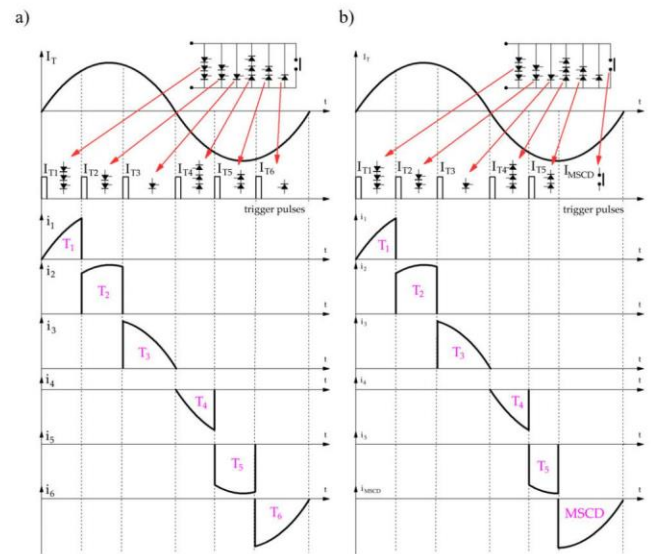 a)
I_T
t
I_T1 I_T2 I_T3 I_T4 I_T5 I_T6
trigger pulses
i_1
T_1
t
i_2
T_2
t
i_3
T_3
t
i_4
T_4
t
i_5
T_5
t
i_6
T_6
t
b)
I_T
t
I_T1 I_T2 I_T3 I_T4 I_T5 I_MSCD
trigger pulses
i_1
T_1
t
i_2
T_2
t
i_3
T_3
t
i_4
T_4
t
i_5
T_5
t
i_MSCD
MSCD
t